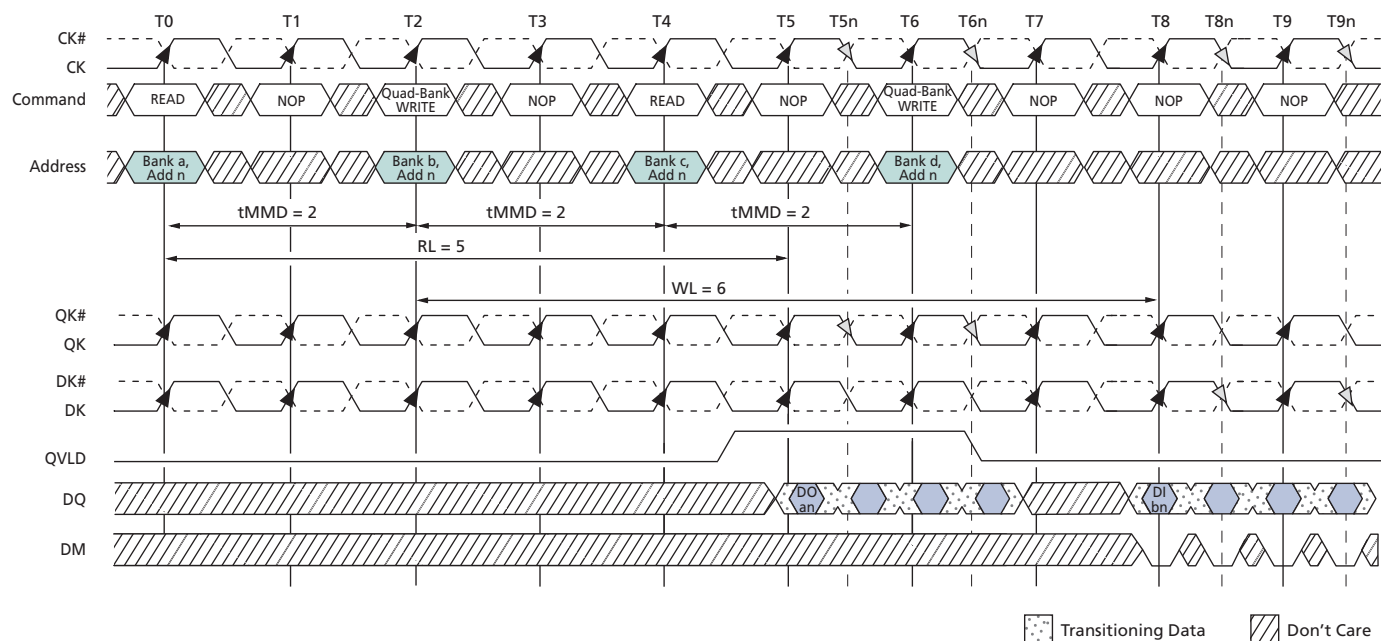 T0 T1 T2 T3 T4 T5 T5n T6 T6n T7 T8 T8n T9 T9n
CK#
CK
Command READ NOP Quad-Bank WRITE NOP READ NOP Quad-Bank WRITE NOP NOP NOP
Address Bank a, Add n Bank b, Add n Bank c, Add n Bank d, Add n
tMMD = 2 tMMD = 2 tMMD = 2
RL = 5
WL = 6
QK#
QK
DK#
DK
QVLD
DQ DO an DI bn
DM
Transitioning Data Don't Care